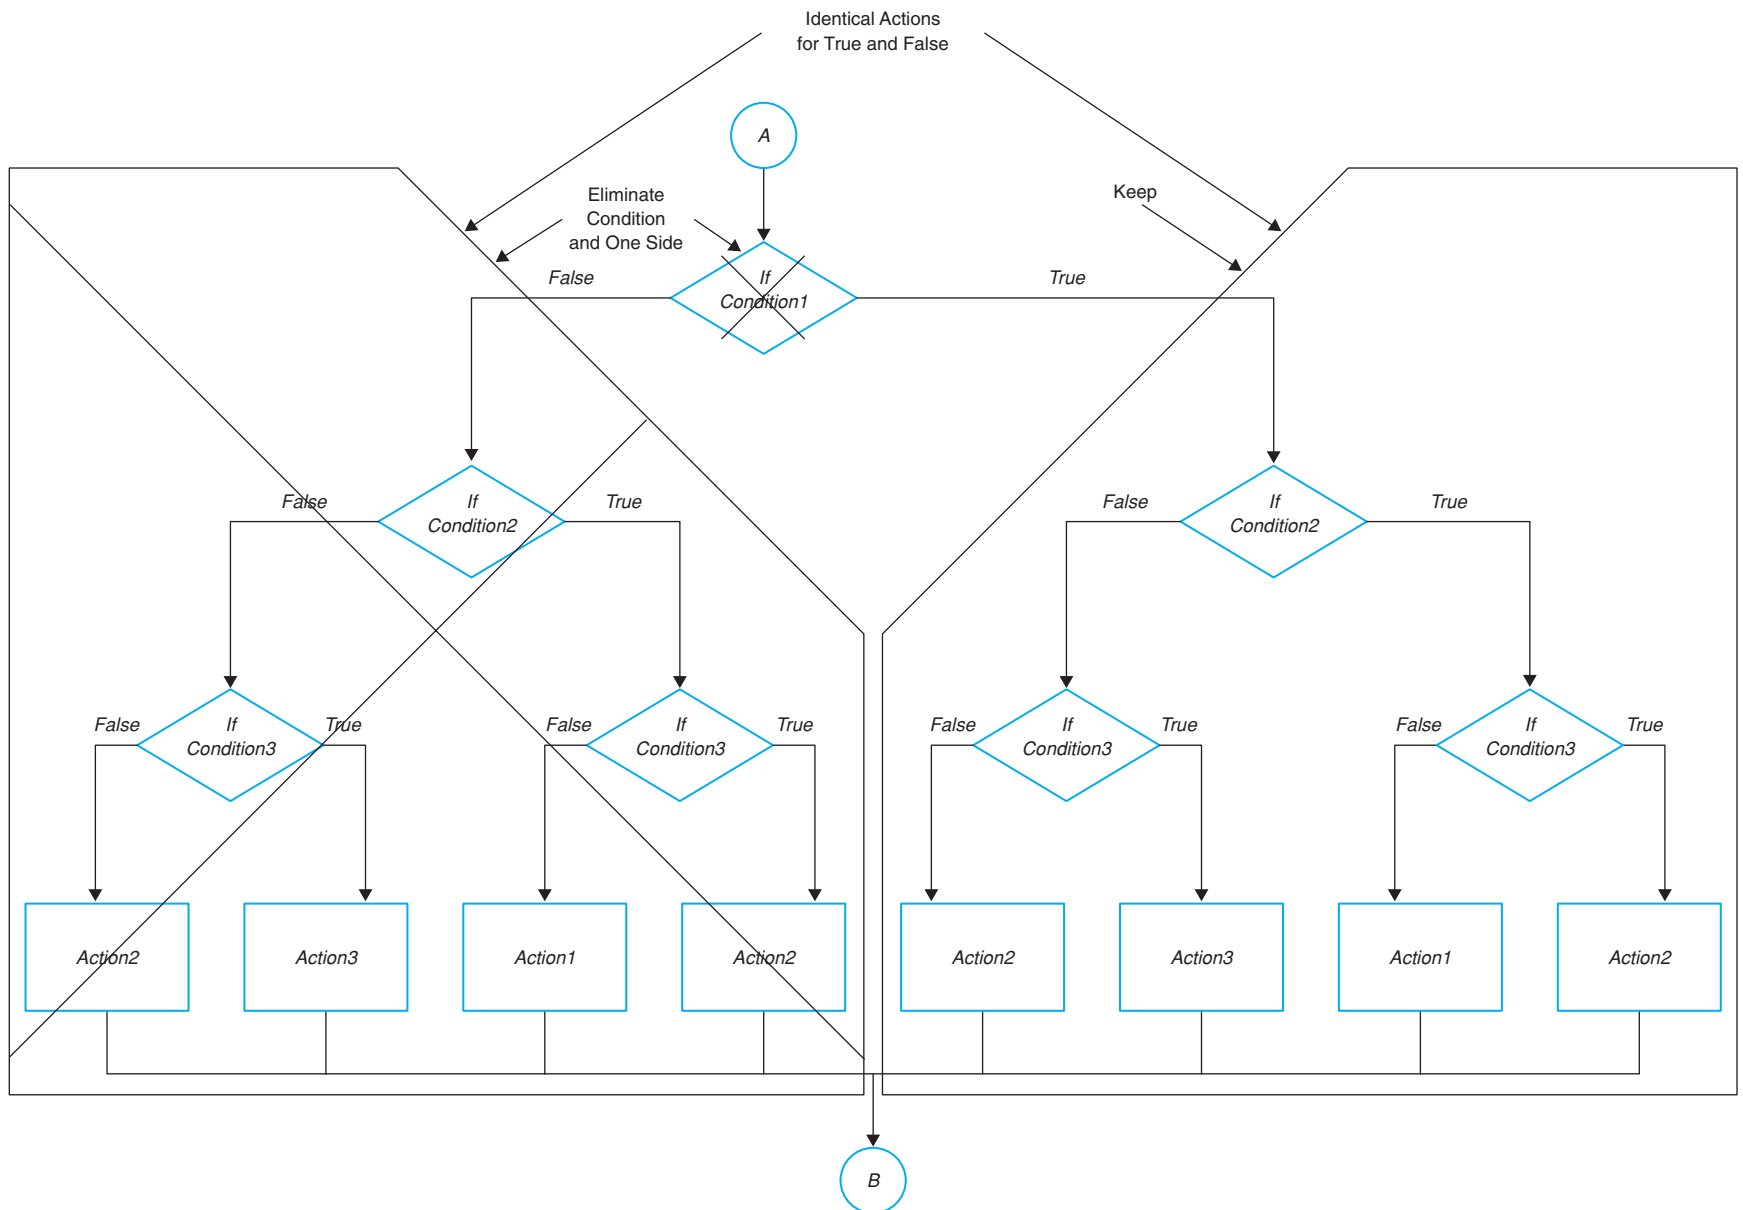 Identical Actions
for True and False
A
Eliminate
Condition
and One Side
Keep
False
If
Condition1
True
False
If
Condition2
True
False
If
Condition2
True
False
If
Condition3
True
False
If
Condition3
True
False
If
Condition3
True
False
If
Condition3
True
Action2
Action3
Action1
Action2
Action2
Action3
Action1
Action2
B